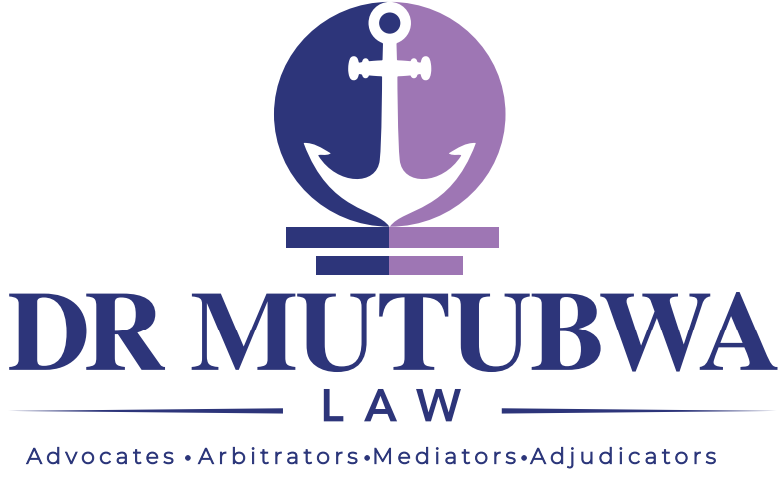 DR MUTUBWA
LAW
Advocates • Arbitrators•Mediators•Adjudicators